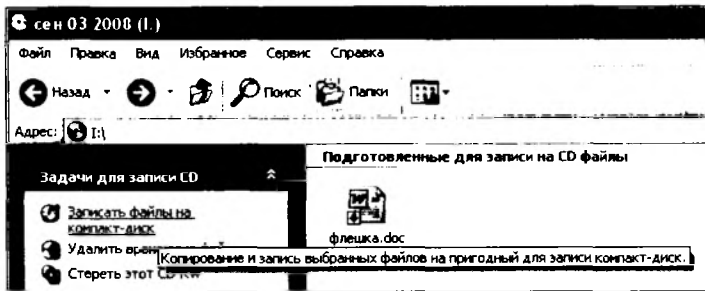 сен 03 2008 (I:)
Файл Правка Вид Избранное Сервис Справка
Назад Поиск Папки
Адрес: I:\
Задачи для записи CD
Подготовленные для записи на CD файлы
Записать файлы на
компакт-диск
флешка.doc
Удалить
Копирование и запись выбранных файлов на пригодный для записи компакт-диск.
Стереть этот CD-RW